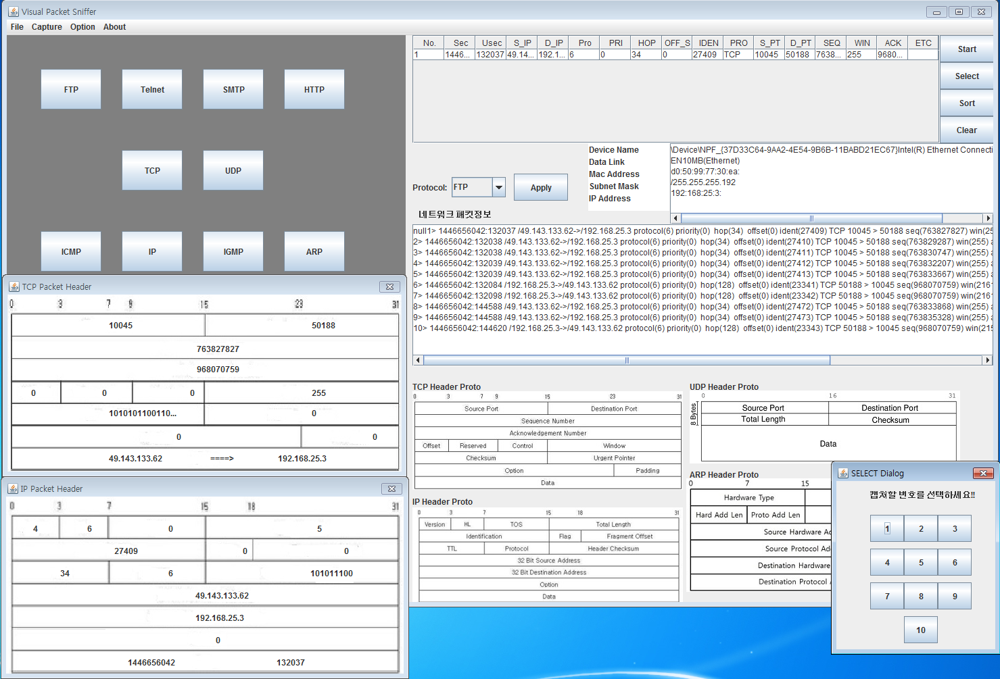 Visual Packet Sniffer
File Capture Option About
FTP Telnet SMTP HTTP
TCP UDP
ICMP IP IGMP ARP
No. Sec Usec S_IP D_IP Pro PRI HOP OFF_S IDEN PRO S_PT D_PT SEQ WIN ACK ETC
1 1446... 132037 49.14... 192.1... 6 0 34 0 27409 TCP 10045 50188 7638... 255 9680...
Start
Select
Sort
Clear
Protocol: FTP Apply
Device Name \Device\NPF_{37D33C64-9AA2-4E54-9B6B-11BABD21EC67}Intel(R) Ethernet Connecti
Data Link EN10MB(Ethernet)
Mac Address d0:50:99:77:30:ea:
Subnet Mask /255.255.255.192
IP Address 192:168:25:3:
네트워크 패킷정보
null1> 1446656042:132037 /49.143.133.62->/192.168.25.3 protocol(6) priority(0) hop(34) offset(0) ident(27409) TCP 10045 > 50188 seq(763827827) win(25
2> 1446656042:132038 /49.143.133.62->/192.168.25.3 protocol(6) priority(0) hop(34) offset(0) ident(27410) TCP 10045 > 50188 seq(763829287) win(255) a
3> 1446656042:132038 /49.143.133.62->/192.168.25.3 protocol(6) priority(0) hop(34) offset(0) ident(27411) TCP 10045 > 50188 seq(763830747) win(255) a
4> 1446656042:132039 /49.143.133.62->/192.168.25.3 protocol(6) priority(0) hop(34) offset(0) ident(27412) TCP 10045 > 50188 seq(763832207) win(255) a
5> 1446656042:132039 /49.143.133.62->/192.168.25.3 protocol(6) priority(0) hop(34) offset(0) ident(27413) TCP 10045 > 50188 seq(763833667) win(255) a
6> 1446656042:132084 /192.168.25.3->/49.143.133.62 protocol(6) priority(0) hop(128) offset(0) ident(23341) TCP 50188 > 10045 seq(968070759) win(2161
7> 1446656042:132098 /192.168.25.3->/49.143.133.62 protocol(6) priority(0) hop(128) offset(0) ident(23342) TCP 50188 > 10045 seq(968070759) win(2161
8> 1446656042:144588 /49.143.133.62->/192.168.25.3 protocol(6) priority(0) hop(34) offset(0) ident(27472) TCP 10045 > 50188 seq(763833868) win(255) a
9> 1446656042:144588 /49.143.133.62->/192.168.25.3 protocol(6) priority(0) hop(34) offset(0) ident(27473) TCP 10045 > 50188 seq(763835328) win(255) a
10> 1446656042:144620 /192.168.25.3->/49.143.133.62 protocol(6) priority(0) hop(128) offset(0) ident(23343) TCP 50188 > 10045 seq(968070759) win(215
TCP Packet Header
0 3 7 9 15 23 31
10045 50188
763827827
968070759
0 0 0 255
1010101100110... 0
0 0
49.143.133.62 ====> 192.168.25.3
IP Packet Header
0 3 7 15 18 31
4 6 0 5
27409 0 0
34 6 101011100
49.143.133.62
192.168.25.3
0
1446656042 132037
TCP Header Proto
0 3 7 9 15 23 31
Source Port Destination Port
Sequence Number
Acknowledgement Number
Offset Reserved Control Window
Checksum Urgent Pointer
Option Padding
Data
IP Header Proto
0 3 7 15 18 31
Version HL TOS Total Length
Identification Flag Fragment Offset
TTL Protocol Header Checksum
32 Bit Source Address
32 Bit Destination Address
Option
Data
UDP Header Proto
0 16 31
8 Bytes
Source Port Destination Port
Total Length Checksum
Data
ARP Header Proto
0 7 15
Hardware Type
Hard Add Len Proto Add Len
Source Hardware Ad
Source Protocol Ad
Destination Hardware
Destination Protocol
SELECT Dialog
캡쳐할 번호를 선택하세요!!
1 2 3
4 5 6
7 8 9
10